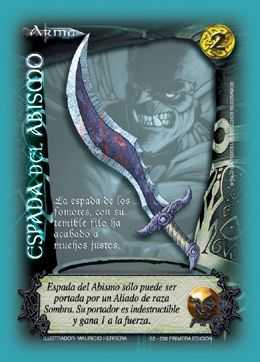 Arma
2
ESPADA DEL ABISMO
La espada de los
fomores, con su
temible filo ha
acabado a
muchos justos.
Espada del Abismo sólo puede ser
portada por un Aliado de raza
Sombra. Su portador es indestructible
y gana 1 a la fuerza.
ILUSTRADOR: MAURICIO HERRERA
52 - 256 PRIMERA EDICIÓN